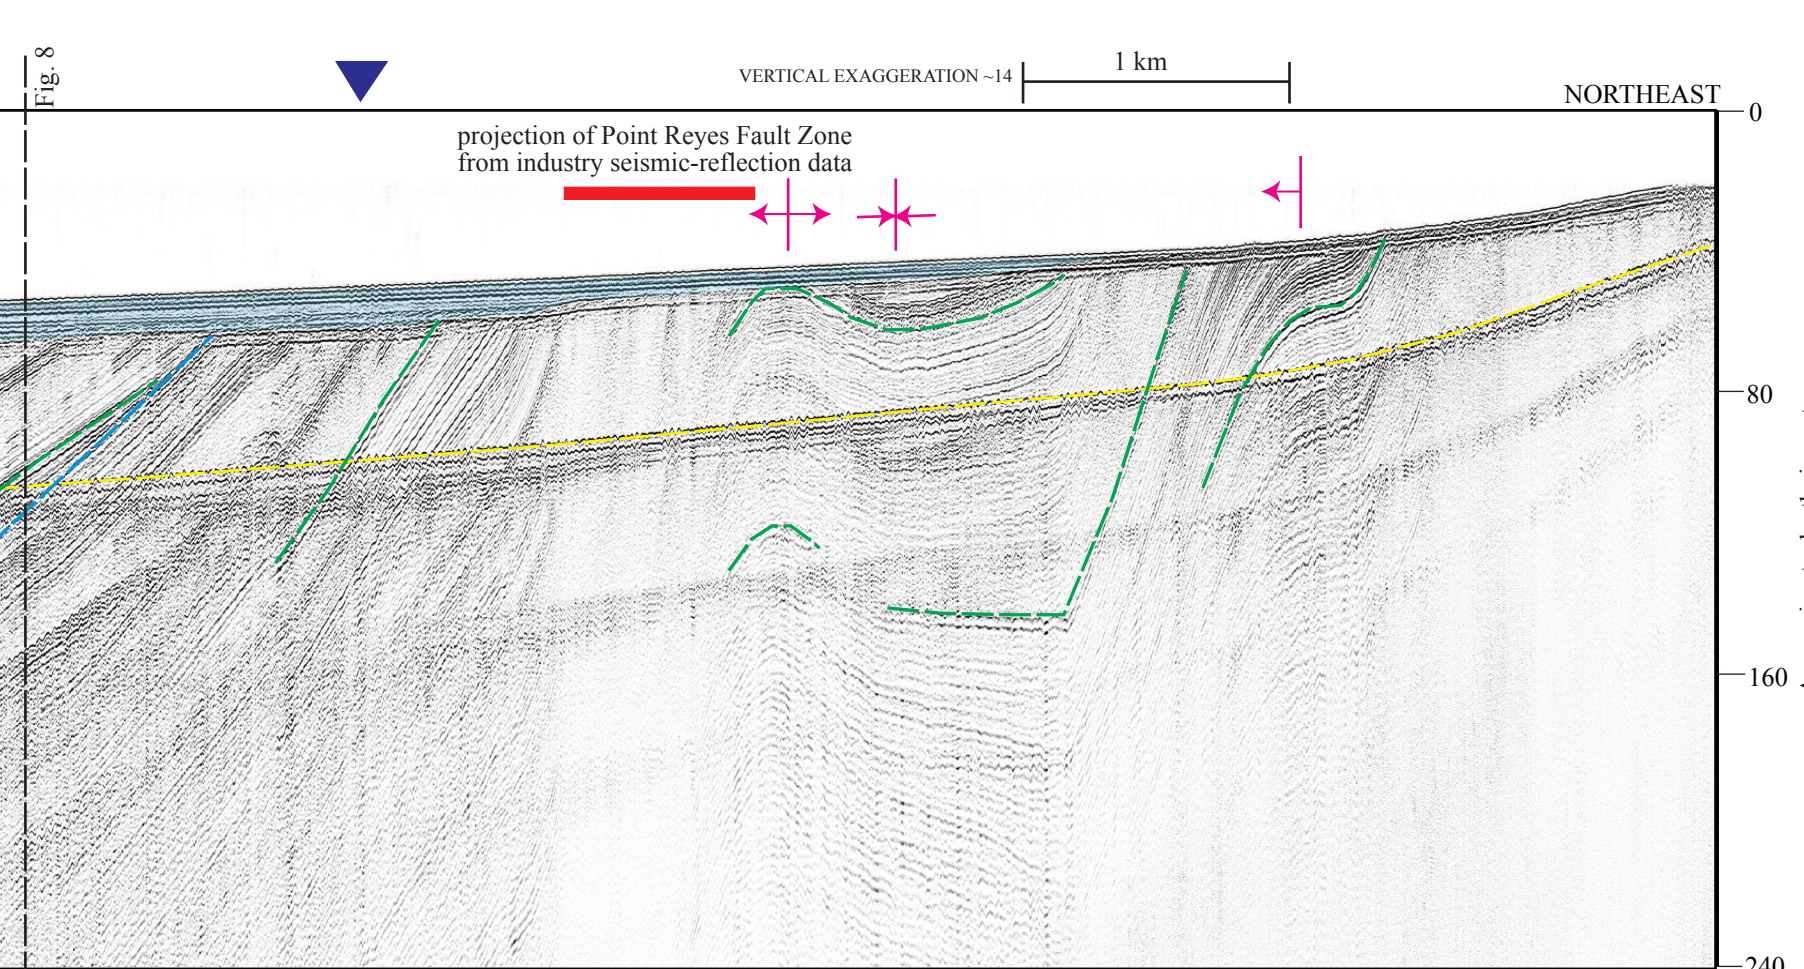 Fig. 8
VERTICAL EXAGGERATION ~14
1 km
NORTHEAST
projection of Point Reyes Fault Zone
from industry seismic-reflection data
0
80
160
240